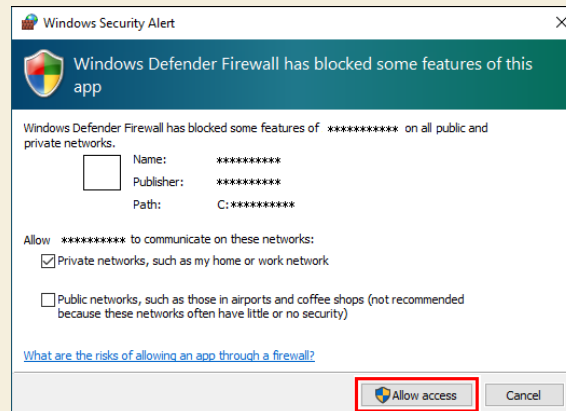 Windows Security Alert
Windows Defender Firewall has blocked some features of this
app
Windows Defender Firewall has blocked some features of *********** on all public and
private networks.
Name: **********
Publisher: **********
Path: C:**********
Allow ********** to communicate on these networks:
Private networks, such as my home or work network
Public networks, such as those in airports and coffee shops (not recommended
because these networks often have little or no security)
What are the risks of allowing an app through a firewall?
Allow access Cancel